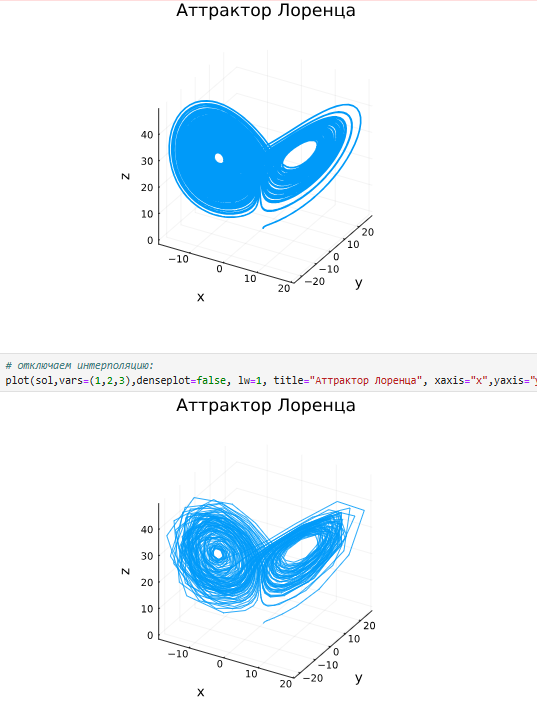 Аттрактор Лоренца
z
40
30
20
10
0
−10
0
10
20
x
−20
−10
0
10
20
y
# отключаем интерполяцию:
plot(sol,vars=(1,2,3),denseplot=false, lw=1, title="Аттрактор Лоренца", xaxis="x",yaxis="y
Аттрактор Лоренца
z
40
30
20
10
0
−10
0
10
20
x
−20
−10
0
10
20
y